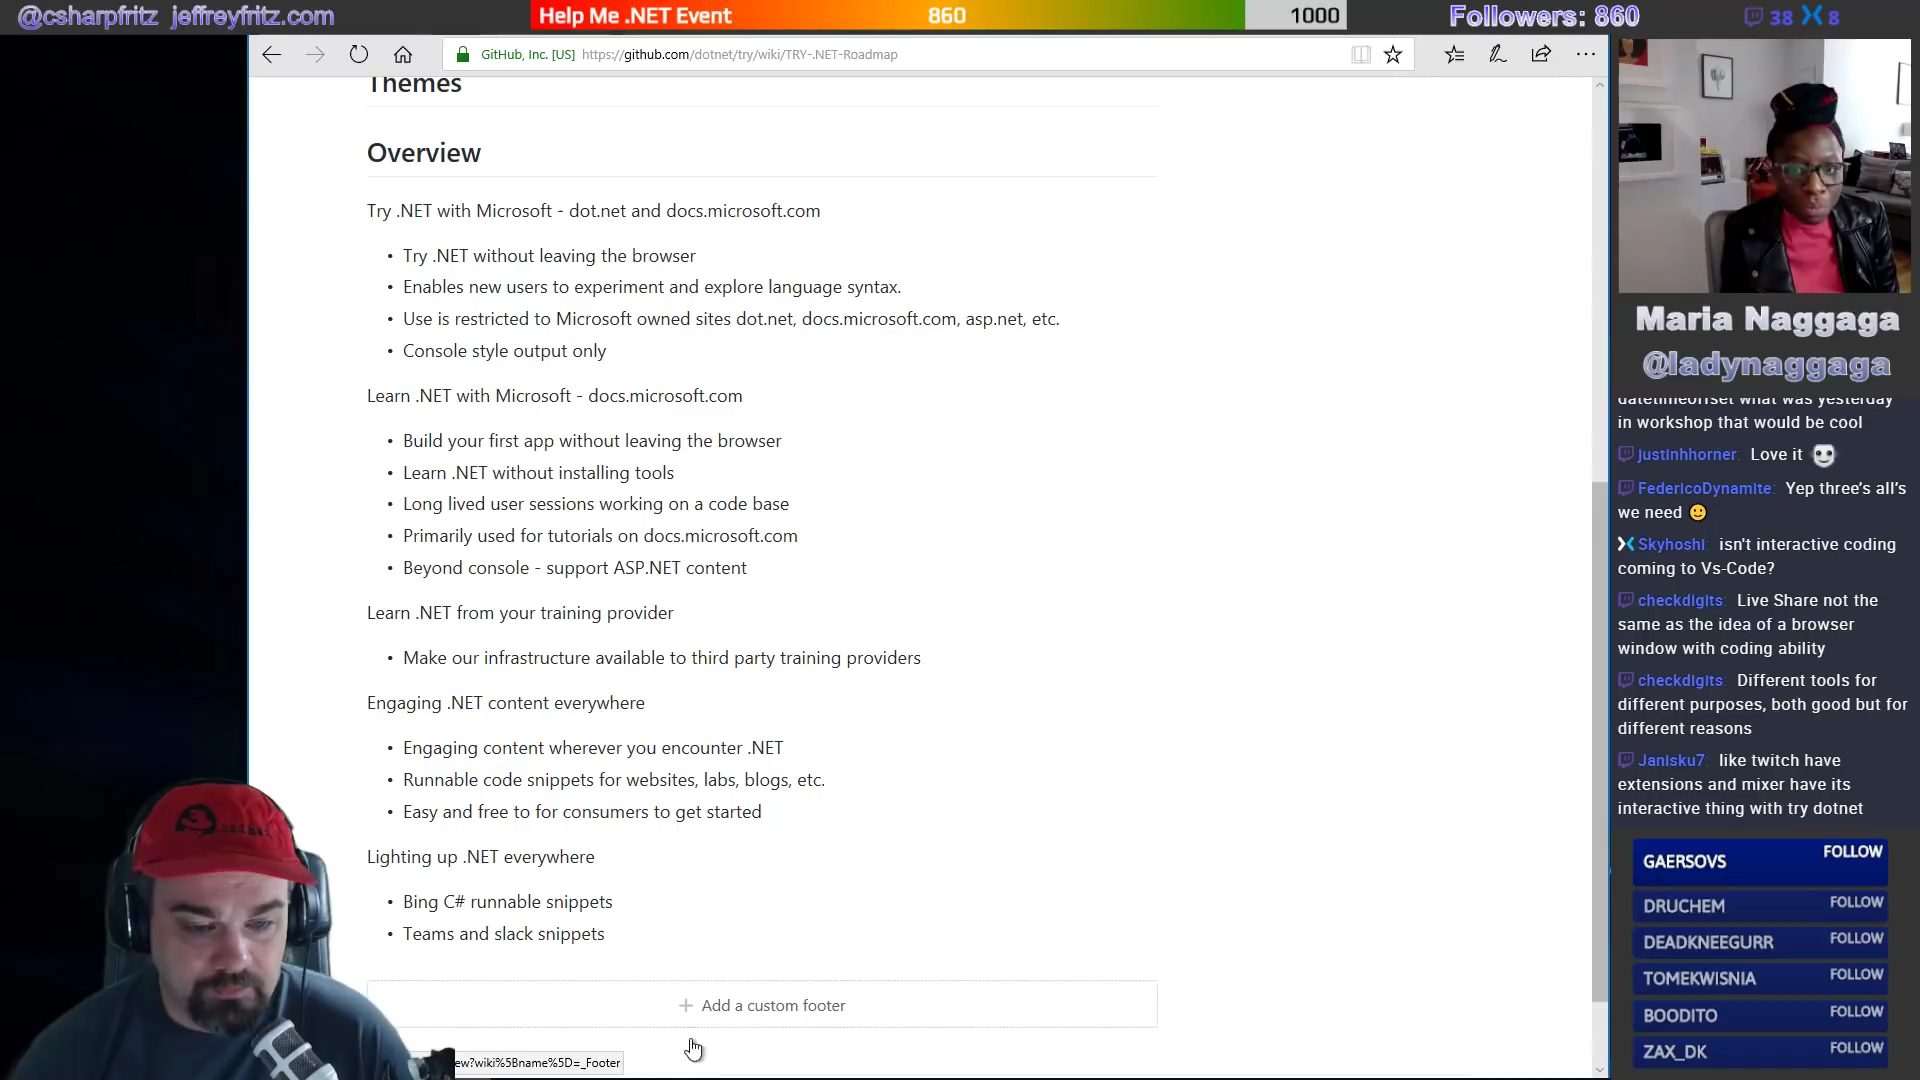 @csharpfritz jeffreyfritz.com
Help Me .NET Event 860 1000
Followers: 860
38 8
GitHub, Inc. [US] https://github.com/dotnet/try/wiki/TRY-.NET-Roadmap
Themes
Overview
Try .NET with Microsoft - dot.net and docs.microsoft.com
• Try .NET without leaving the browser
• Enables new users to experiment and explore language syntax.
• Use is restricted to Microsoft owned sites dot.net, docs.microsoft.com, asp.net, etc.
• Console style output only
Learn .NET with Microsoft - docs.microsoft.com
• Build your first app without leaving the browser
• Learn .NET without installing tools
• Long lived user sessions working on a code base
• Primarily used for tutorials on docs.microsoft.com
• Beyond console - support ASP.NET content
Learn .NET from your training provider
• Make our infrastructure available to third party training providers
Engaging .NET content everywhere
• Engaging content wherever you encounter .NET
• Runnable code snippets for websites, labs, blogs, etc.
• Easy and free to for consumers to get started
Lighting up .NET everywhere
• Bing C# runnable snippets
• Teams and slack snippets
+ Add a custom footer
ew?wiki%5Bname%5D=_Footer
Maria Naggaga
@ladynaggaga
datetimeoffset what was yesterday
in workshop that would be cool
justinhhorner: Love it
FedericoDynamite: Yep three's all's
we need
Skyhoshi: isn't interactive coding
coming to Vs-Code?
checkdigits: Live Share not the
same as the idea of a browser
window with coding ability
checkdigits: Different tools for
different purposes, both good but for
different reasons
Janisku7: like twitch have
extensions and mixer have its
interactive thing with try dotnet
GAERSOVS FOLLOW
DRUCHEM FOLLOW
DEADKNEEGURR FOLLOW
TOMEKWISNIA FOLLOW
BOODITO FOLLOW
ZAX_DK FOLLOW